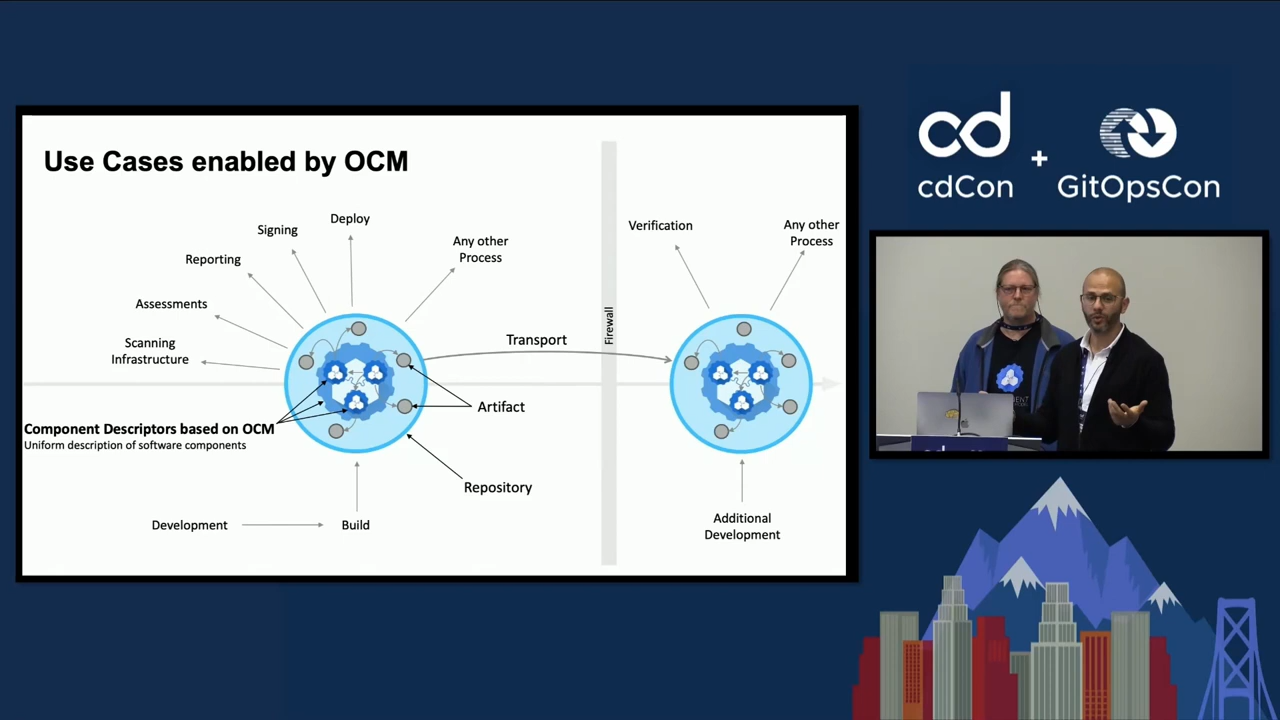 Use Cases enabled by OCM
Deploy
Signing
Any other
Process
Reporting
Assessments
Scanning
Infrastructure
Component Descriptors based on OCM
Uniform description of software components
Transport
Firewall
Artifact
Repository
Development
Build
Verification
Any other
Process
Additional
Development
cd
cdCon
+
GitOpsCon